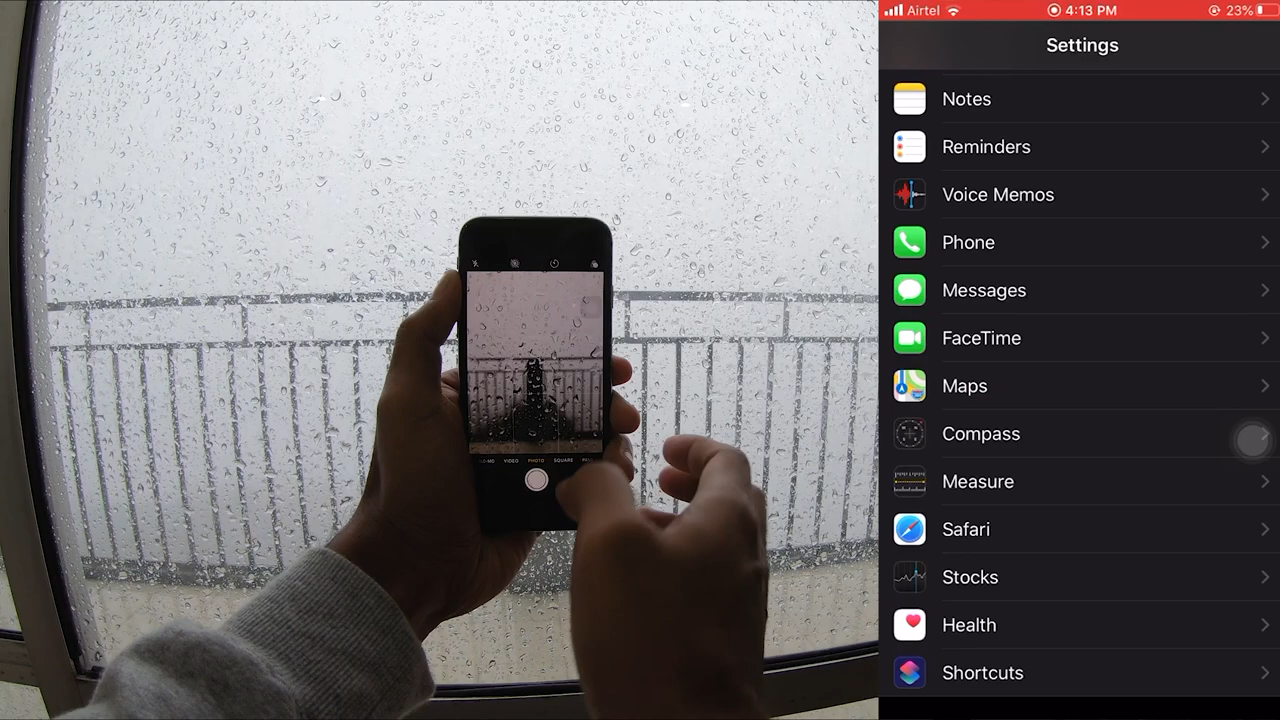 Airtel 4:13 PM 23%
Settings
Notes
Reminders
Voice Memos
Phone
Messages
FaceTime
Maps
Compass
Measure
Safari
Stocks
Health
Shortcuts
VIDEO PHOTO SQUARE